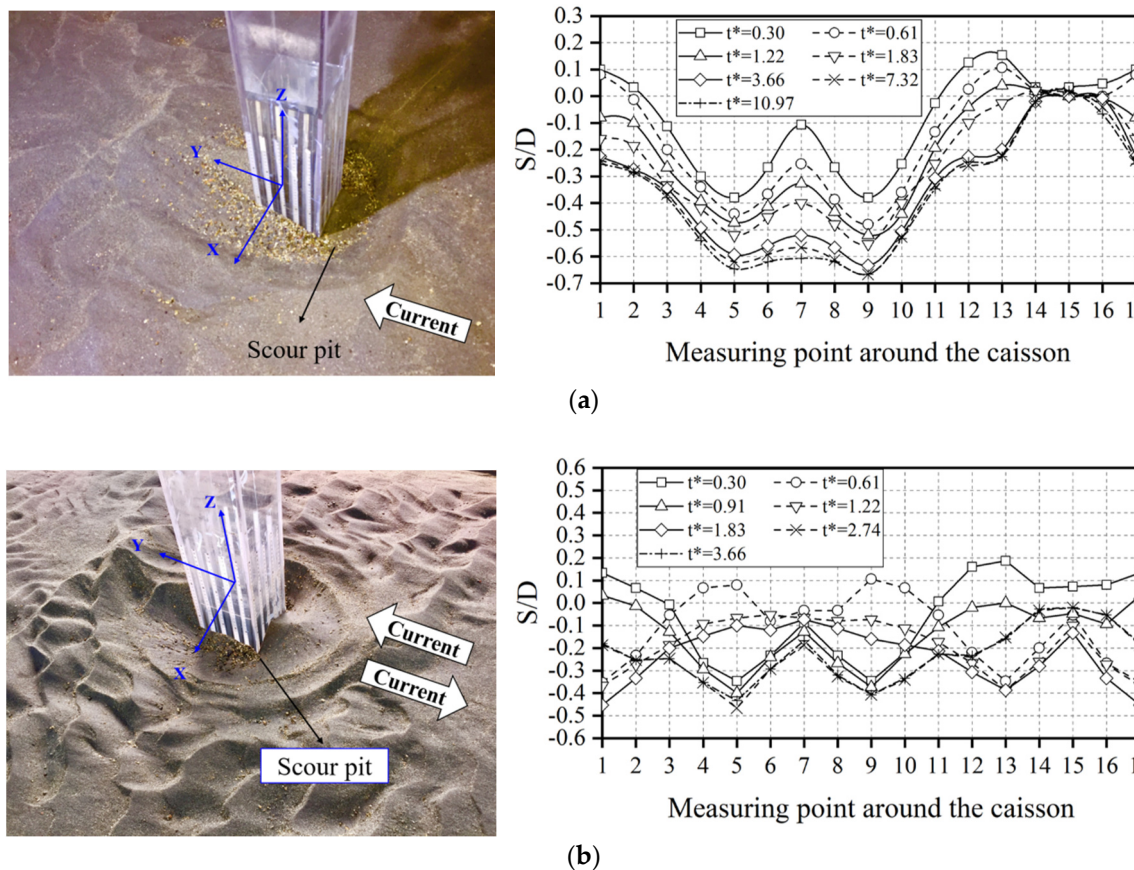 Z
Y
X
Current
Scour pit
0.3
0.2
0.1
0.0
-0.1
-0.2
-0.3
-0.4
-0.5
-0.6
-0.7
S/D
t*=0.30 t*=0.61
t*=1.22 t*=1.83
t*=3.66 t*=7.32
t*=10.97
1 2 3 4 5 6 7 8 9 10 11 12 13 14 15 16 1
Measuring point around the caisson
(a)
Z
Y
X
Current
Current
Scour pit
0.6
0.5
0.4
0.3
0.2
0.1
0.0
-0.1
-0.2
-0.3
-0.4
-0.5
-0.6
S/D
t*=0.30 t*=0.61
t*=0.91 t*=1.22
t*=1.83 t*=2.74
t*=3.66
1 2 3 4 5 6 7 8 9 10 11 12 13 14 15 16 1
Measuring point around the caisson
(b)